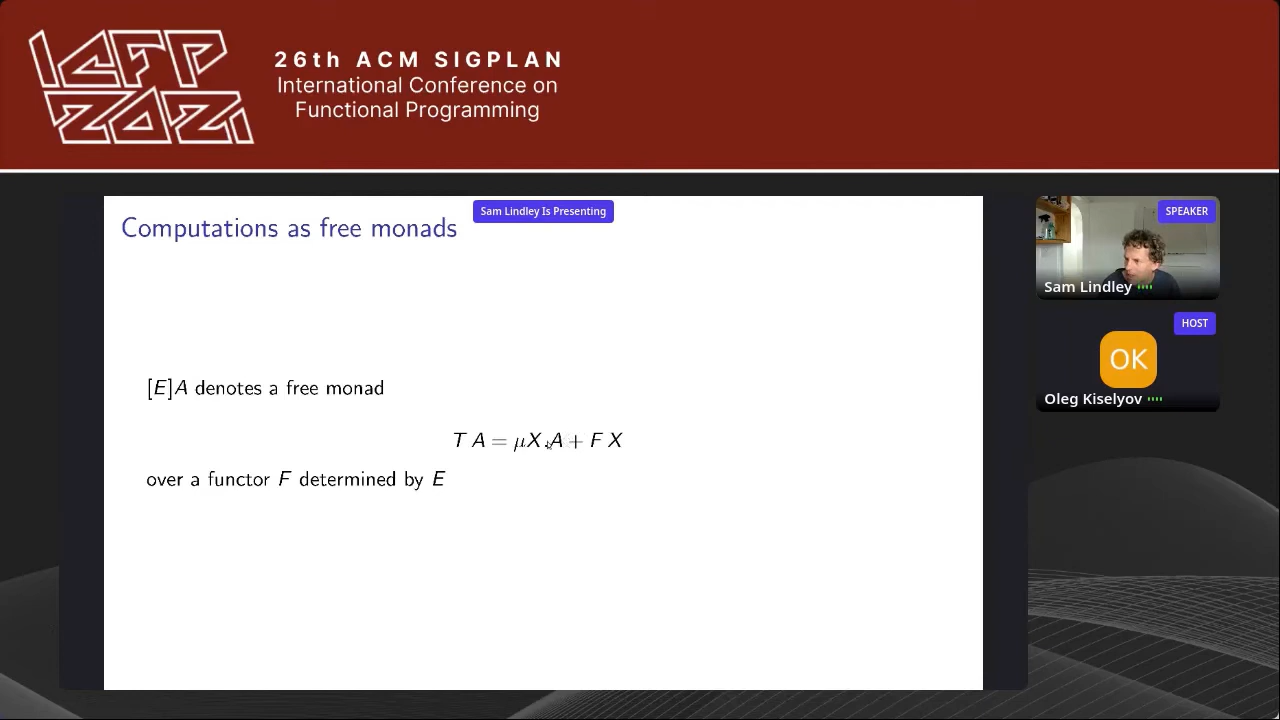 ICFP
2021
26th ACM SIGPLAN
International Conference on
Functional Programming
Computations as free monads
Sam Lindley Is Presenting
[E]A denotes a free monad
T A = μX.A + F X
over a functor F determined by E
SPEAKER
Sam Lindley
HOST
OK
Oleg Kiselyov